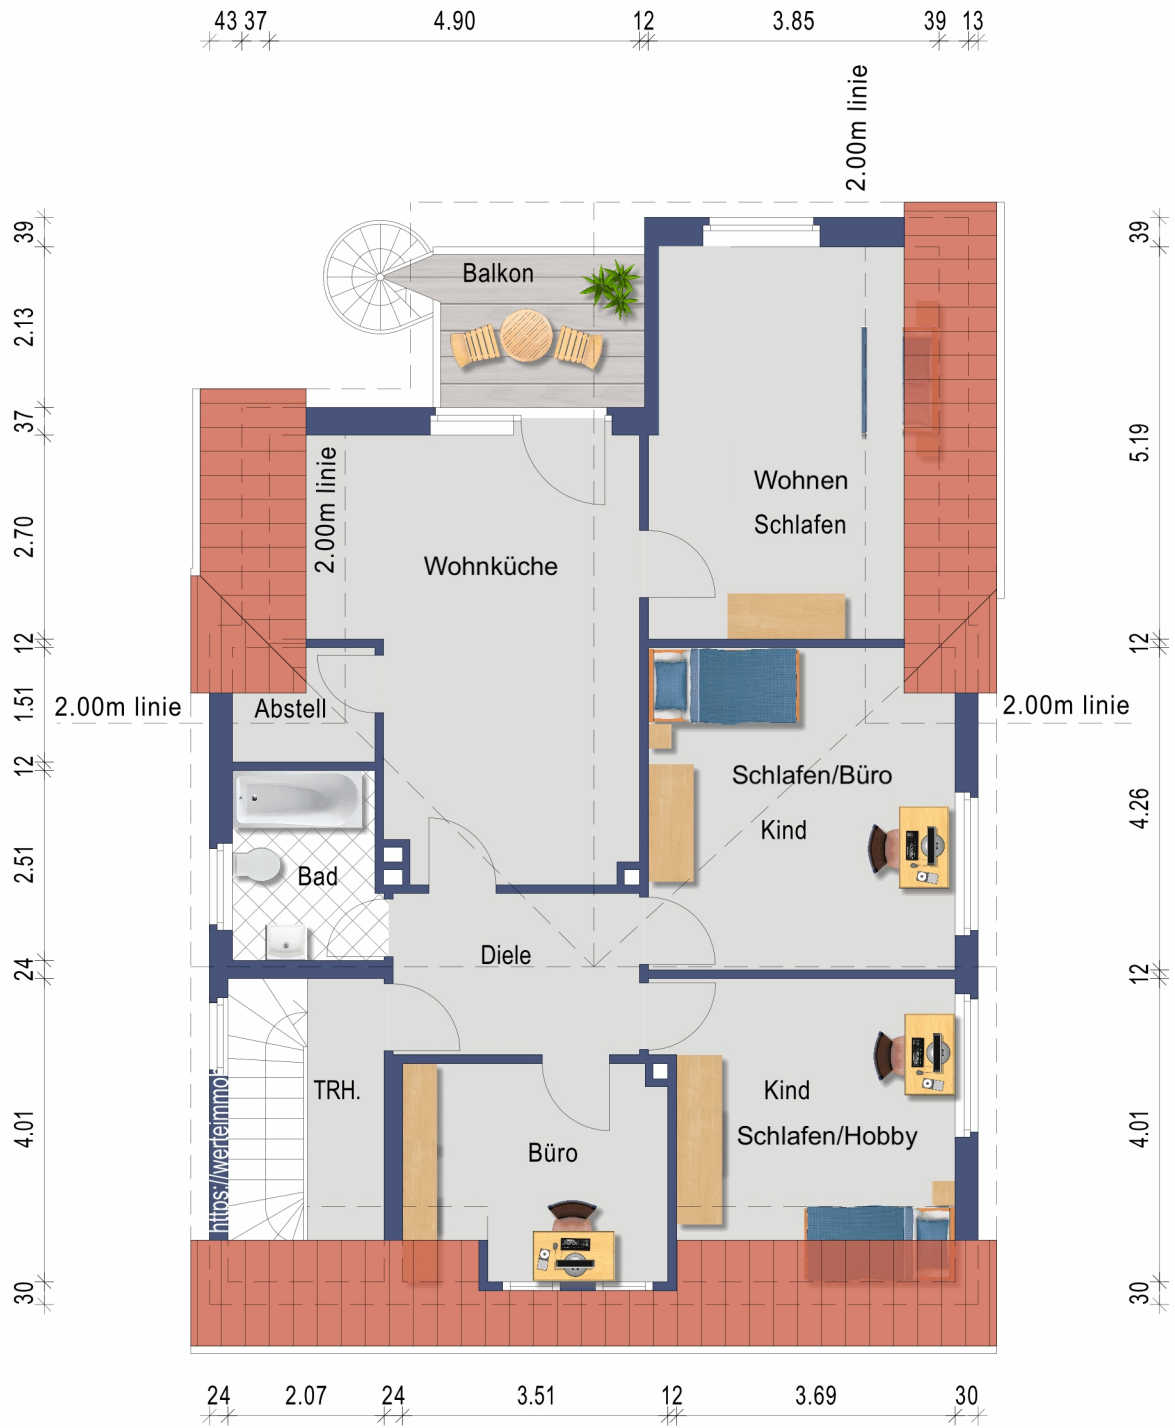 43 37 4.90 12 3.85 39 13
2.00m linie
39
39
Balkon
2.13
37
5.19
2.00m linie
Wohnen
Schlafen
2.70
Wohnküche
12
12
1.51
2.00m linie
Abstell
2.00m linie
12
Schlafen/Büro
Kind
4.26
2.51
Bad
Diele
24
12
TRH.
Kind
Schlafen/Hobby
4.01
4.01
Büro
https://werteimmo
30
30
24 2.07 24 3.51 12 3.69 30